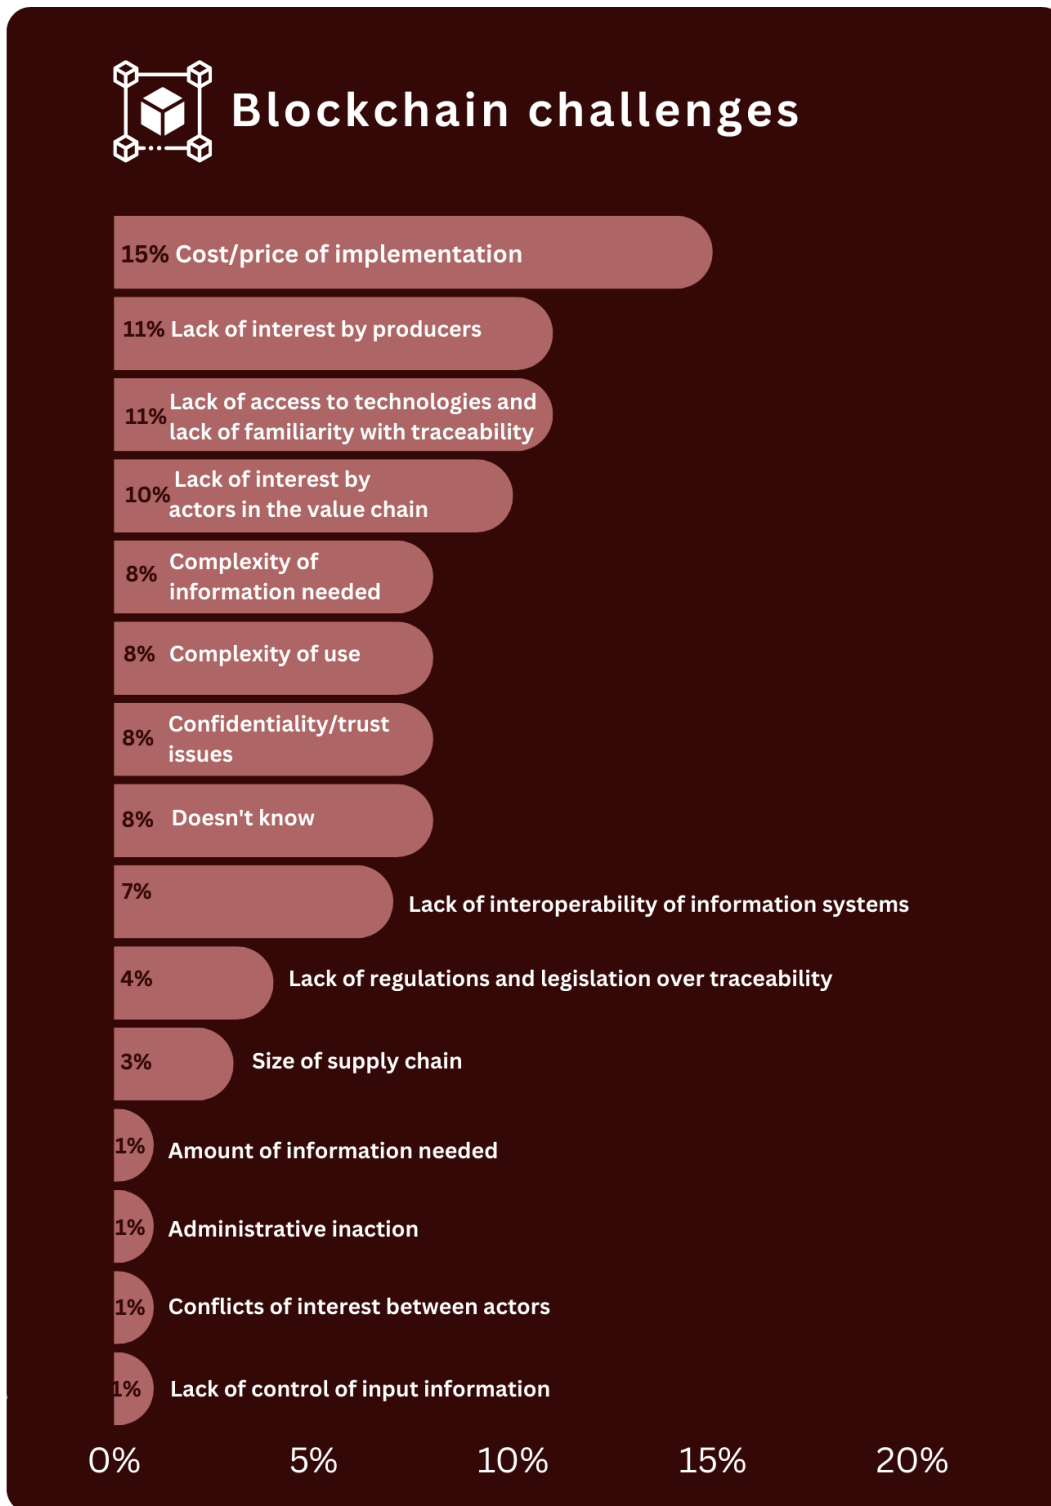 Blockchain challenges
15% Cost/price of implementation
11% Lack of interest by producers
11% Lack of access to technologies and
lack of familiarity with traceability
10% Lack of interest by
actors in the value chain
8% Complexity of
information needed
8% Complexity of use
8% Confidentiality/trust
issues
8% Doesn't know
7% Lack of interoperability of information systems
4% Lack of regulations and legislation over traceability
3% Size of supply chain
1% Amount of information needed
1% Administrative inaction
1% Conflicts of interest between actors
1% Lack of control of input information
0% 5% 10% 15% 20%